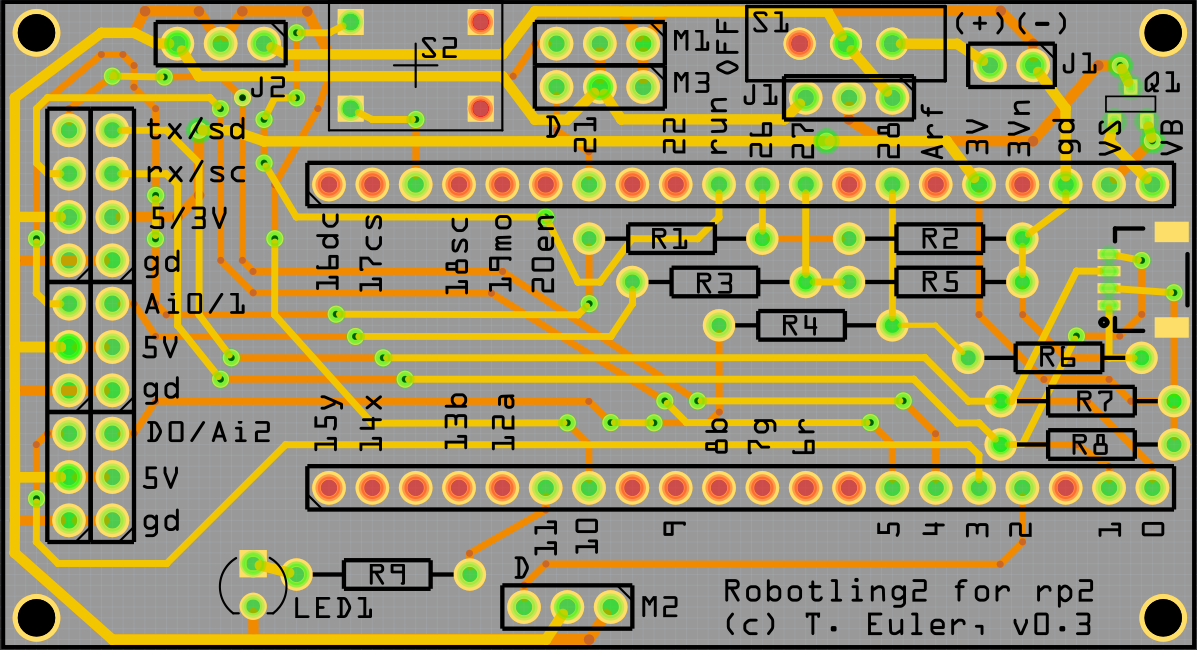 S2
M1
OFF
S1
(+) (-)
J2
M3
J1
J1
Q1
tx/sd
D
21
22
run
26
27
28
Arf
3V
3Vn
gd
VS
VB
rx/sc
5/3V
gd
16dc
17cs
18sc
19mo
20en
R1
R2
R3
R5
Ai0/1
R4
5V
R6
gd
R7
D0/Ai2
15y
14x
13b
12a
8b
7g
6r
R8
5V
gd
11
10
9
5
4
3
2
1
0
R9
D
LED1
M2
Robotling2 for rp2
(c) T. Euler, v0.3